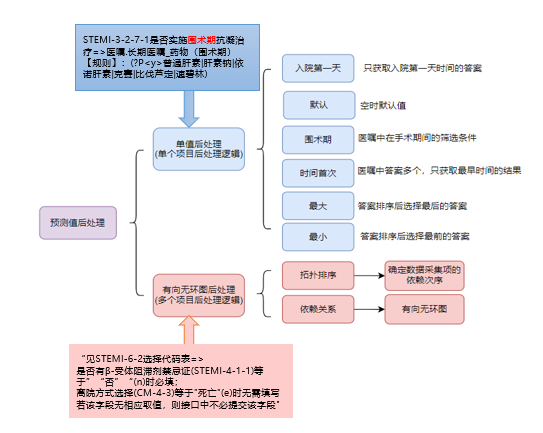 STEMI-3-2-7-1是否实施围术期抗凝治
疗=>医嘱.长期医嘱_药物（围术期）
【规则】:（?P<y>普通肝素|肝素钠|依
诺肝素|克赛|比伐芦定|速碧林）
入院第一天
只获取入院第一天时间的答案
默认
空时默认值
单值后处理
(单个项目后处理逻辑)
围术期
医嘱中在手术期间的筛选条件
时间首次
医嘱中答案多个，只获取最早时间的结果
最大
答案排序后选择最后的答案
最小
答案排序后选择最前的答案
预测值后处理
有向无环图后处理
(多个项目后处理逻辑)
拓扑排序
确定数据采集项的
依赖次序
依赖关系
有向无环图
“见STEMI-6-2选择代码表=>
是否有β-受体阻滞剂禁忌证(STEMI-4-1-1)等
于”“否”“(n)时必填；
离院方式选择(CM-4-3)等于"死亡"(e)时无需填写
若该字段无相应取值，则接口中不必提交该字段"